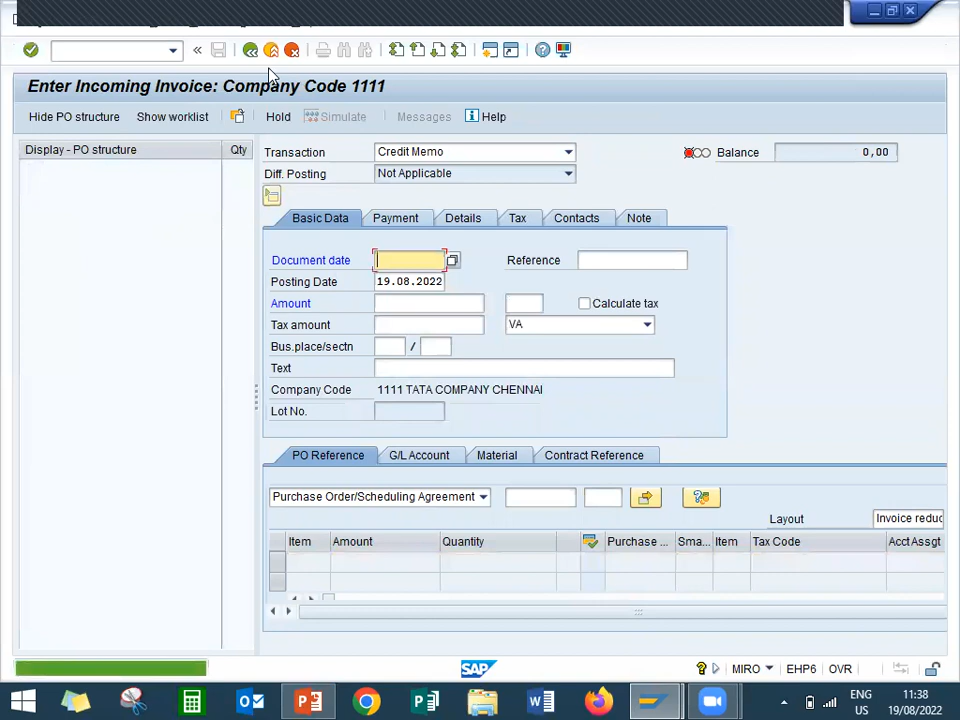 Enter Incoming Invoice: Company Code 1111
Hide PO structure Show worklist Hold Simulate Messages Help
Display - PO structure Qty
Transaction Credit Memo Balance 0,00
Diff. Posting Not Applicable
Basic Data Payment Details Tax Contacts Note
Document date Reference
Posting Date 19.08.2022
Amount Calculate tax
Tax amount VA
Bus.place/sectn /
Text
Company Code 1111 TATA COMPANY CHENNAI
Lot No.
PO Reference G/L Account Material Contract Reference
Purchase Order/Scheduling Agreement
Layout Invoice reduc
Item Amount Quantity Purchase ... Sma... Item Tax Code Acct Assgt
SAP MIRO EHP6 OVR
ENG 11:38
US 19/08/2022